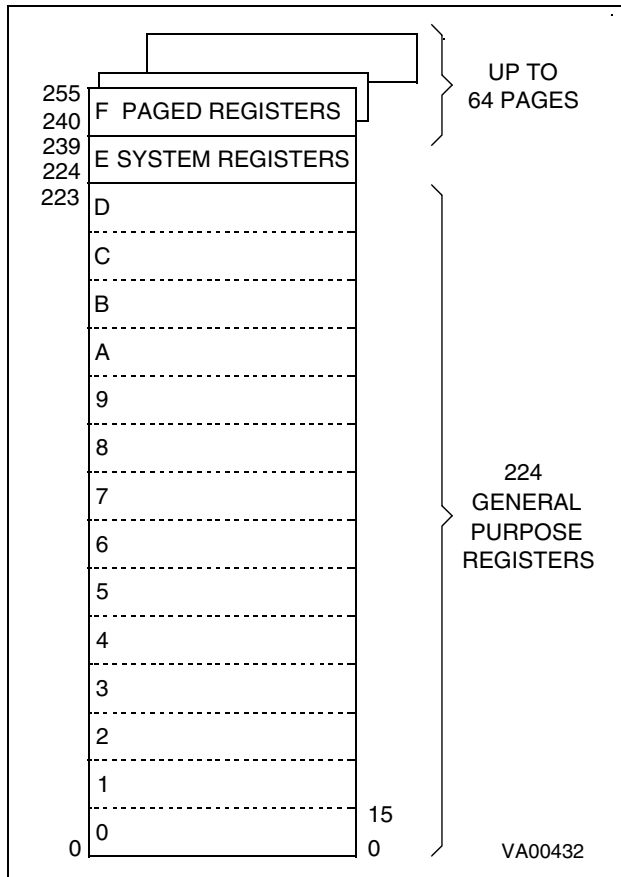 UP TO
64 PAGES
255
240
F PAGED REGISTERS
239
224
E SYSTEM REGISTERS
223
D
C
B
A
9
8
7
6
5
4
3
2
1
0
0
15
0
224
GENERAL
PURPOSE
REGISTERS
VA00432